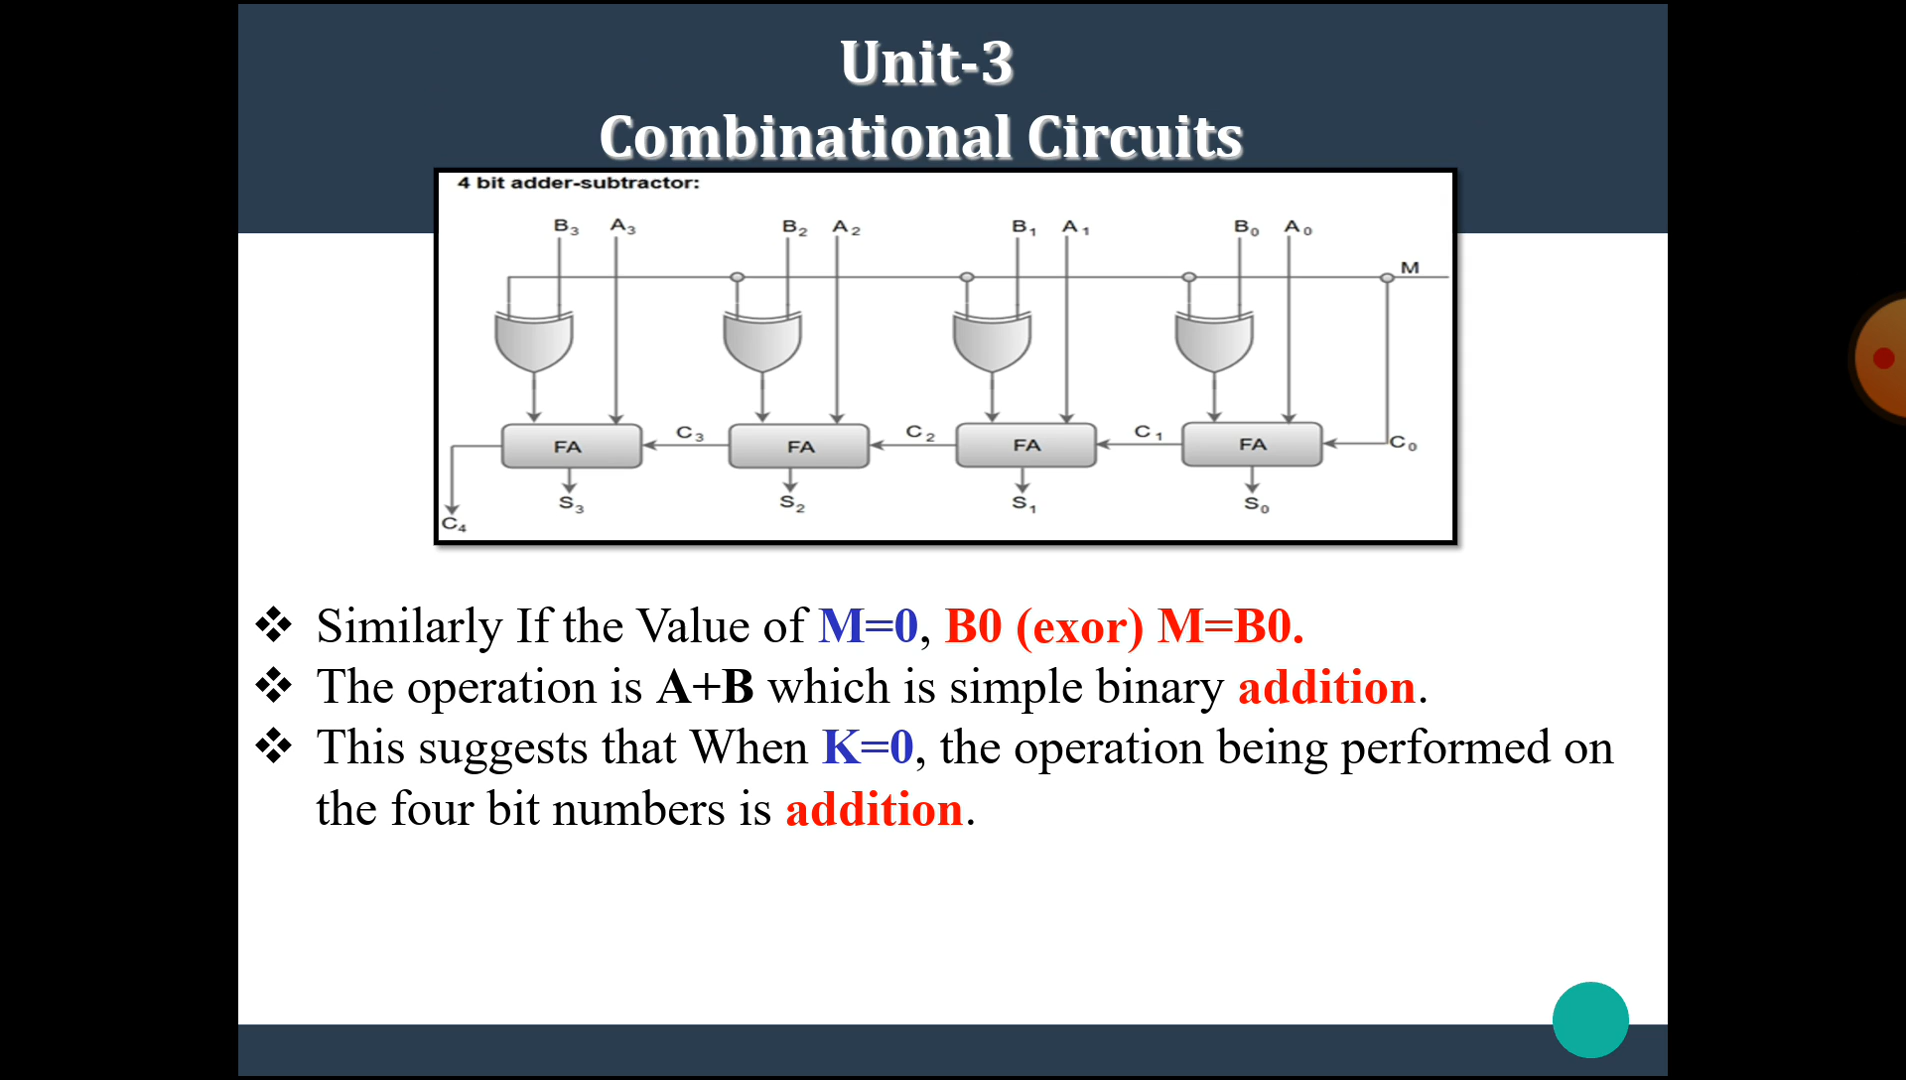 Unit-3
Combinational Circuits
4 bit adder-subtractor:
B3 A3 B2 A2 B1 A1 B0 A0
M
FA C3 FA C2 FA C1 FA C0
S3 S2 S1 S0
C4
❖ Similarly If the Value of M=0, B0 (exor) M=B0.
❖ The operation is A+B which is simple binary addition.
❖ This suggests that When K=0, the operation being performed on
the four bit numbers is addition.